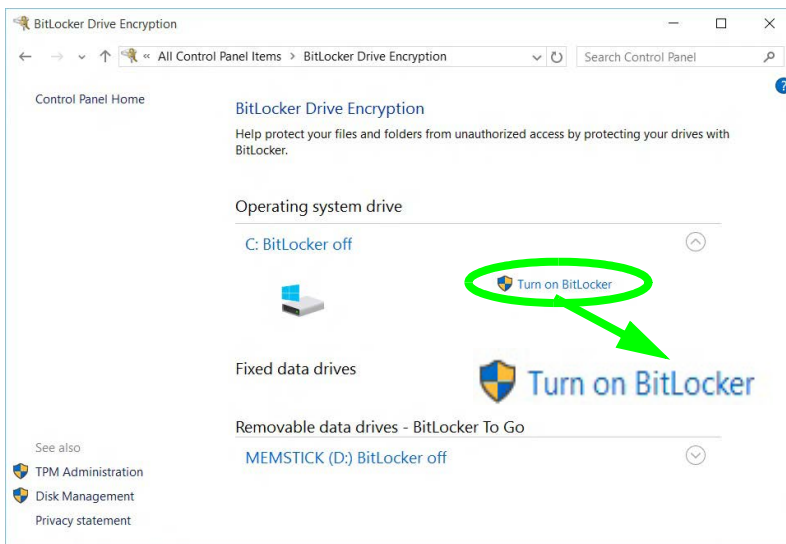 BitLocker Drive Encryption
« All Control Panel Items > BitLocker Drive Encryption
Search Control Panel
?
Control Panel Home
BitLocker Drive Encryption
Help protect your files and folders from unauthorized access by protecting your drives with
BitLocker.
Operating system drive
C: BitLocker off
Turn on BitLocker
Fixed data drives
Turn on BitLocker
Removable data drives - BitLocker To Go
MEMSTICK (D:) BitLocker off
See also
TPM Administration
Disk Management
Privacy statement